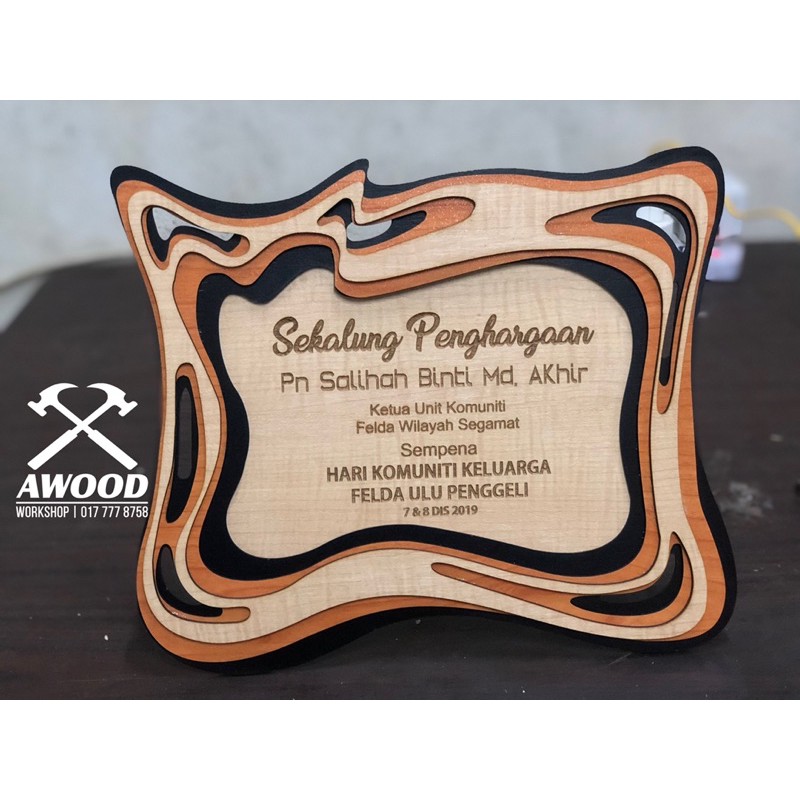 Sekalung Penghargaan
Pn Salihah Binti Md. AKhir
Ketua Unit Komuniti
Felda Wilayah Segamat
Sempena
HARI KOMUNITI KELUARGA
FELDA ULU PENGGELI
7 & 8 DIS 2019
AWOOD
WORKSHOP | 017 777 8758